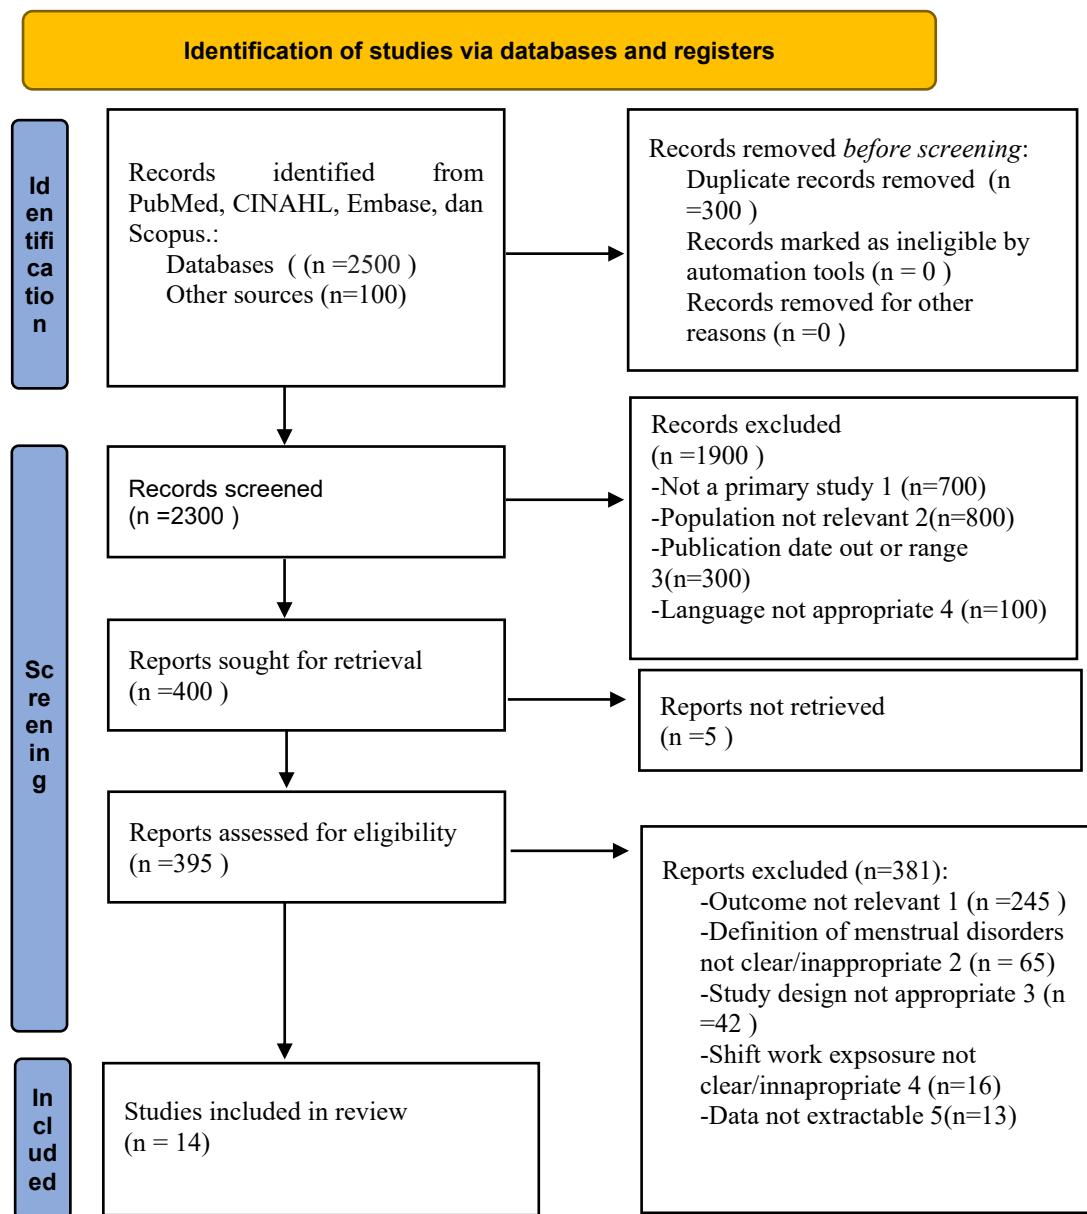 Identification of studies via databases and registers
Id
en
tifi
ca
tio
n
Records identified from
PubMed, CINAHL, Embase, dan
Scopus.:
Databases ( (n =2500 )
Other sources (n=100)
Records removed before screening:
Duplicate records removed (n
=300 )
Records marked as ineligible by
automation tools (n = 0 )
Records removed for other
reasons (n =0 )
Sc
re
en
in
g
Records screened
(n =2300 )
Records excluded
(n =1900 )
-Not a primary study 1 (n=700)
-Population not relevant 2(n=800)
-Publication date out or range
3(n=300)
-Language not appropriate 4 (n=100)
Reports sought for retrieval
(n =400 )
Reports not retrieved
(n =5 )
Reports assessed for eligibility
(n =395 )
Reports excluded (n=381):
-Outcome not relevant 1 (n =245 )
-Definition of menstrual disorders
not clear/inappropriate 2 (n = 65)
-Study design not appropriate 3 (n
=42 )
-Shift work expsosure not
clear/innapropriate 4 (n=16)
-Data not extractable 5(n=13)
In
cl
ud
ed
Studies included in review
(n = 14)